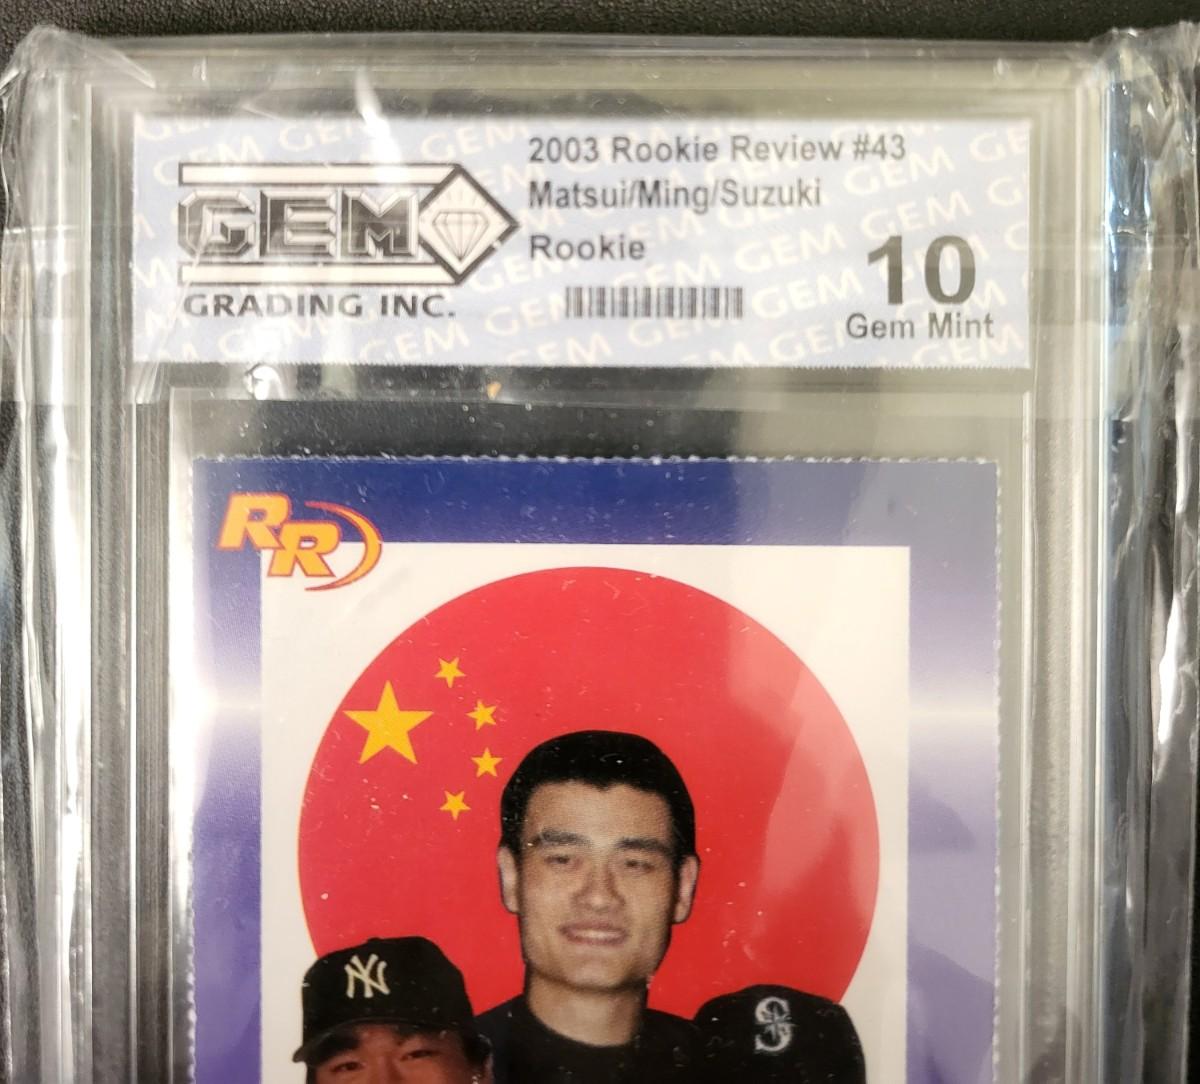 2003 Rookie Review #43
Matsui/Ming/Suzuki
Rookie
GEM
GRADING INC.
10
Gem Mint
RR
NY
S